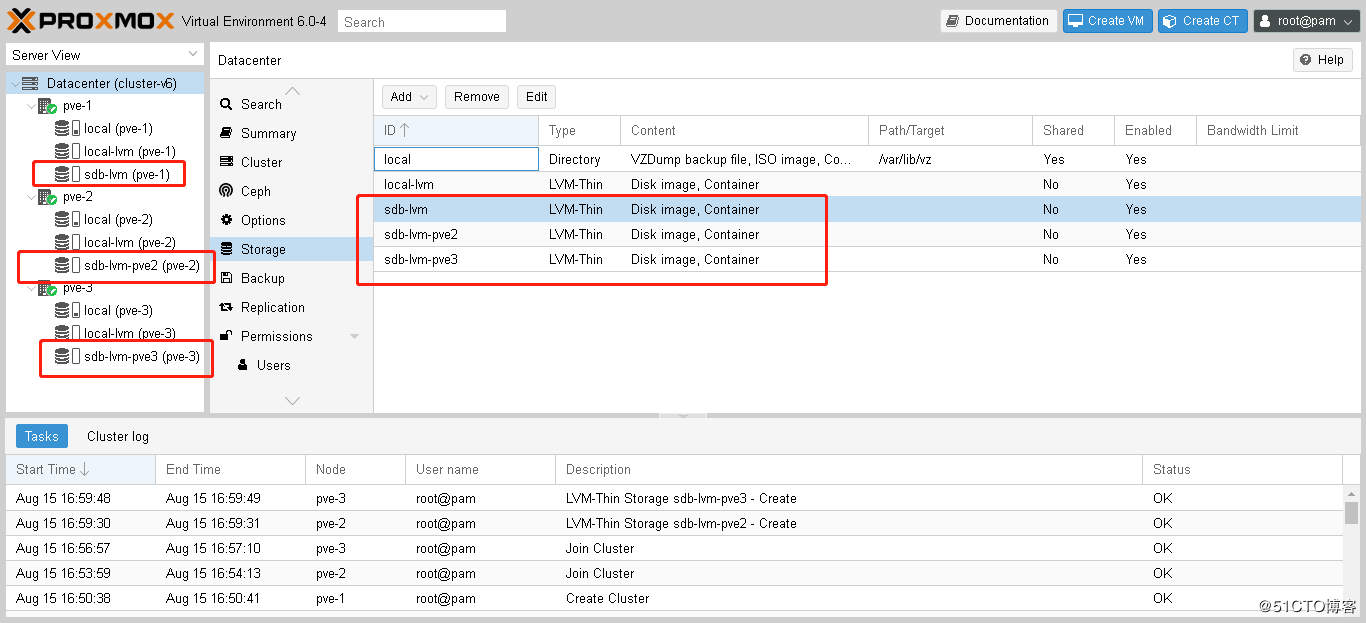 PROXMOX Virtual Environment 6.0-4 Search Documentation Create VM Create CT root@pam
Server View
Datacenter (cluster-v6)
pve-1
local (pve-1)
local-lvm (pve-1)
sdb-lvm (pve-1)
pve-2
local (pve-2)
local-lvm (pve-2)
sdb-lvm-pve2 (pve-2)
pve-3
local (pve-3)
local-lvm (pve-3)
sdb-lvm-pve3 (pve-3)
Datacenter Help
Search
Summary
Cluster
Ceph
Options
Storage
Backup
Replication
Permissions
Users
Add Remove Edit
ID Type Content Path/Target Shared Enabled Bandwidth Limit
local Directory VZDump backup file, ISO image, Co... /var/lib/vz Yes Yes
local-lvm LVM-Thin Disk image, Container No Yes
sdb-lvm LVM-Thin Disk image, Container No Yes
sdb-lvm-pve2 LVM-Thin Disk image, Container No Yes
sdb-lvm-pve3 LVM-Thin Disk image, Container No Yes
Tasks Cluster log
Start Time End Time Node User name Description Status
Aug 15 16:59:48 Aug 15 16:59:49 pve-3 root@pam LVM-Thin Storage sdb-lvm-pve3 - Create OK
Aug 15 16:59:30 Aug 15 16:59:31 pve-2 root@pam LVM-Thin Storage sdb-lvm-pve2 - Create OK
Aug 15 16:56:57 Aug 15 16:57:10 pve-3 root@pam Join Cluster OK
Aug 15 16:53:59 Aug 15 16:54:13 pve-2 root@pam Join Cluster OK
Aug 15 16:50:38 Aug 15 16:50:41 pve-1 root@pam Create Cluster OK
@51CTO博客